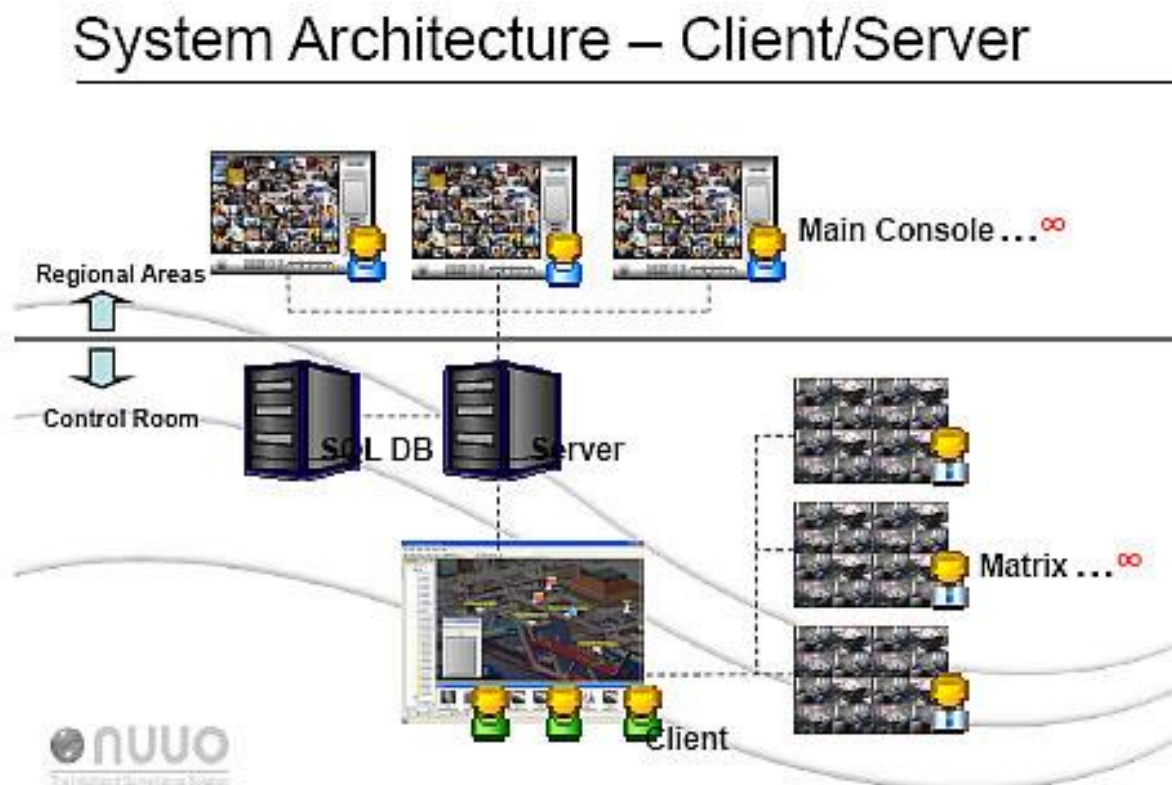 System Architecture – Client/Server
Main Console ...∞
Regional Areas
Control Room
SQL DB
Server
Matrix ...∞
Client
nuuo